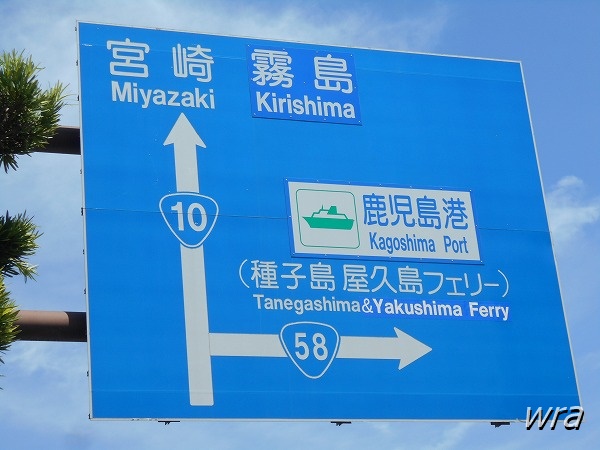 宮崎 霧島
Miyazaki Kirishima
10
鹿児島港
Kagoshima Port
(種子島 屋久島フェリー)
Tanegashima&Yakushima Ferry
58
wra